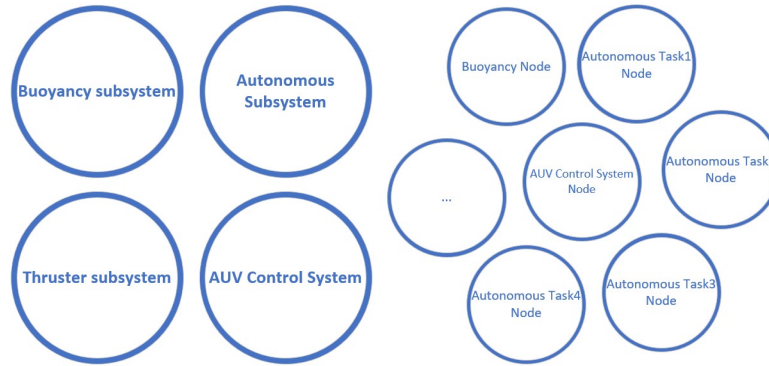 Buoyancy subsystem
Autonomous
Subsystem
Thruster subsystem
AUV Control System
Buoyancy Node
Autonomous Task1
Node
...
AUV Control System
Node
Autonomous Task
Node
Autonomous Task4
Node
Autonomous Task3
Node